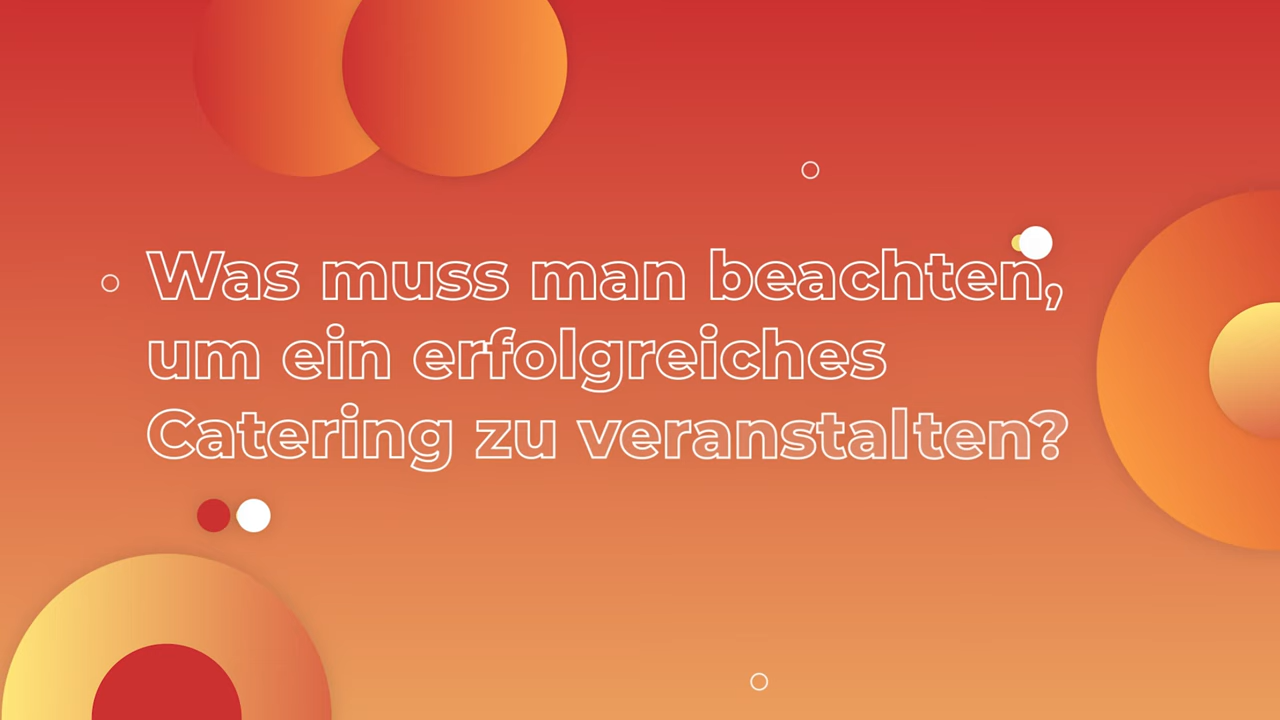 Was muss man beachten,
um ein erfolgreiches
Catering zu veranstalten?